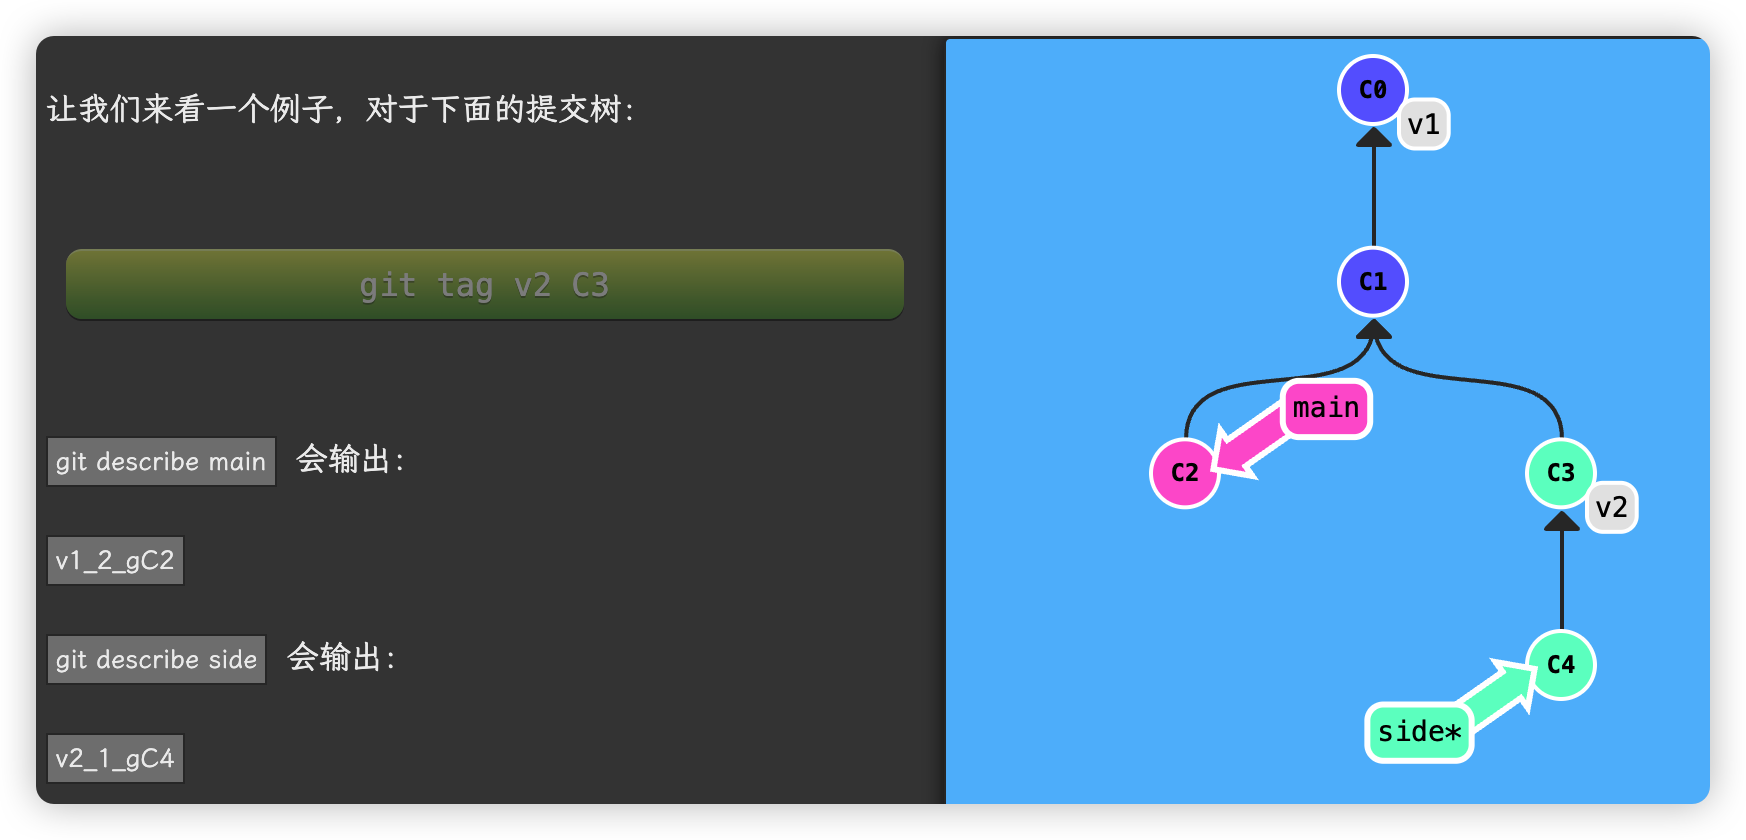 让我们来看一个例子，对于下面的提交树：
git tag v2 C3
git describe main 会输出：
v1_2_gC2
git describe side 会输出：
v2_1_gC4
C0
v1
C1
main
C2
C3
v2
C4
side*